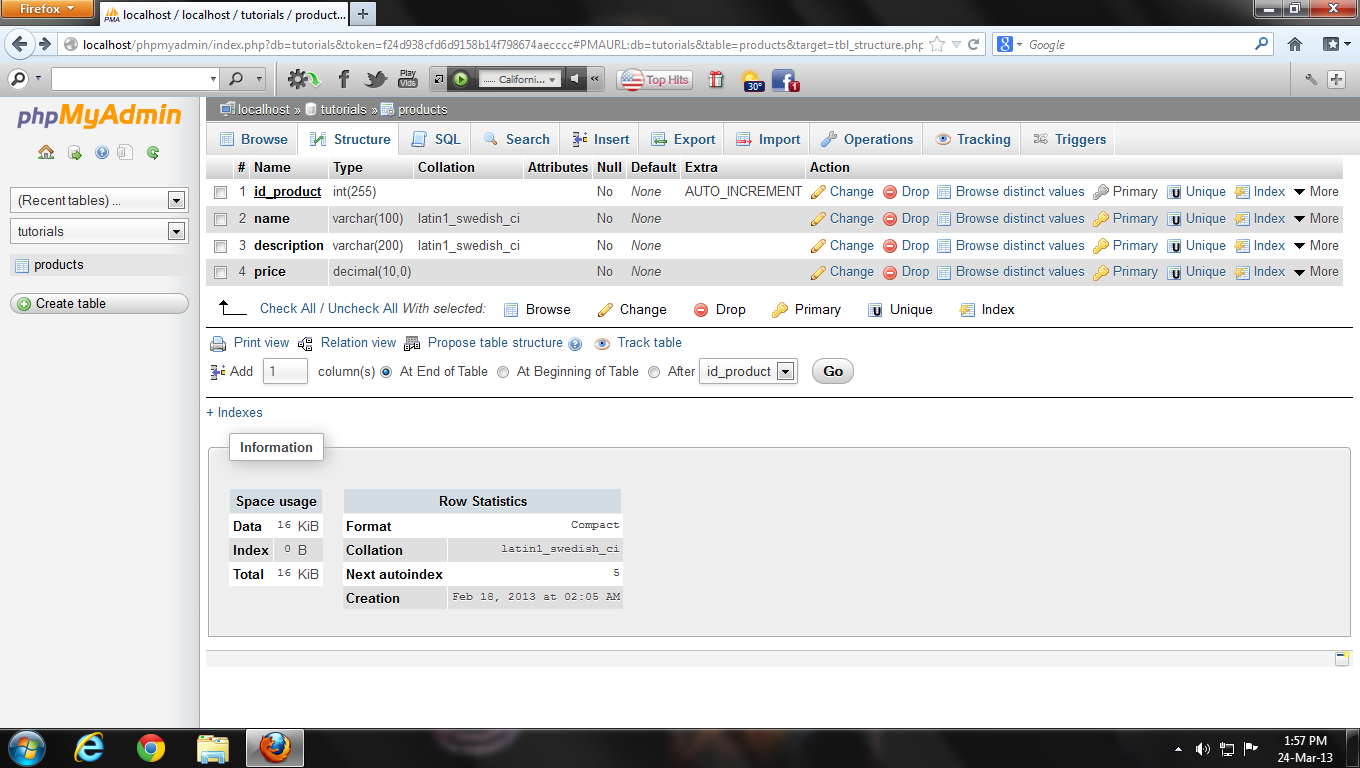 Firefox
localhost / localhost / tutorials / product...
localhost/phpmyadmin/index.php?db=tutorials&token=f24d938cfd6d9158b14f798674aecccc#PMAURL:db=tutorials&table=products&target=tbl_structure.php
Google
Play Vids
..... Californi...
Top Hits
30°
1
phpMyAdmin
localhost » tutorials » products
Browse Structure SQL Search Insert Export Import Operations Tracking Triggers
(Recent tables) ...
tutorials
products
Create table
# Name Type Collation Attributes Null Default Extra Action
1 id_product int(255) No None AUTO_INCREMENT Change Drop Browse distinct values Primary Unique Index More
2 name varchar(100) latin1_swedish_ci No None Change Drop Browse distinct values Primary Unique Index More
3 description varchar(200) latin1_swedish_ci No None Change Drop Browse distinct values Primary Unique Index More
4 price decimal(10,0) No None Change Drop Browse distinct values Primary Unique Index More
Check All / Uncheck All With selected: Browse Change Drop Primary Unique Index
Print view Relation view Propose table structure Track table
Add 1 column(s) At End of Table At Beginning of Table After id_product Go
+ Indexes
Information
Space usage
Data 16 KiB
Index 0 B
Total 16 KiB
Row Statistics
Format Compact
Collation latin1_swedish_ci
Next autoindex 5
Creation Feb 18, 2013 at 02:05 AM
1:57 PM
24-Mar-13